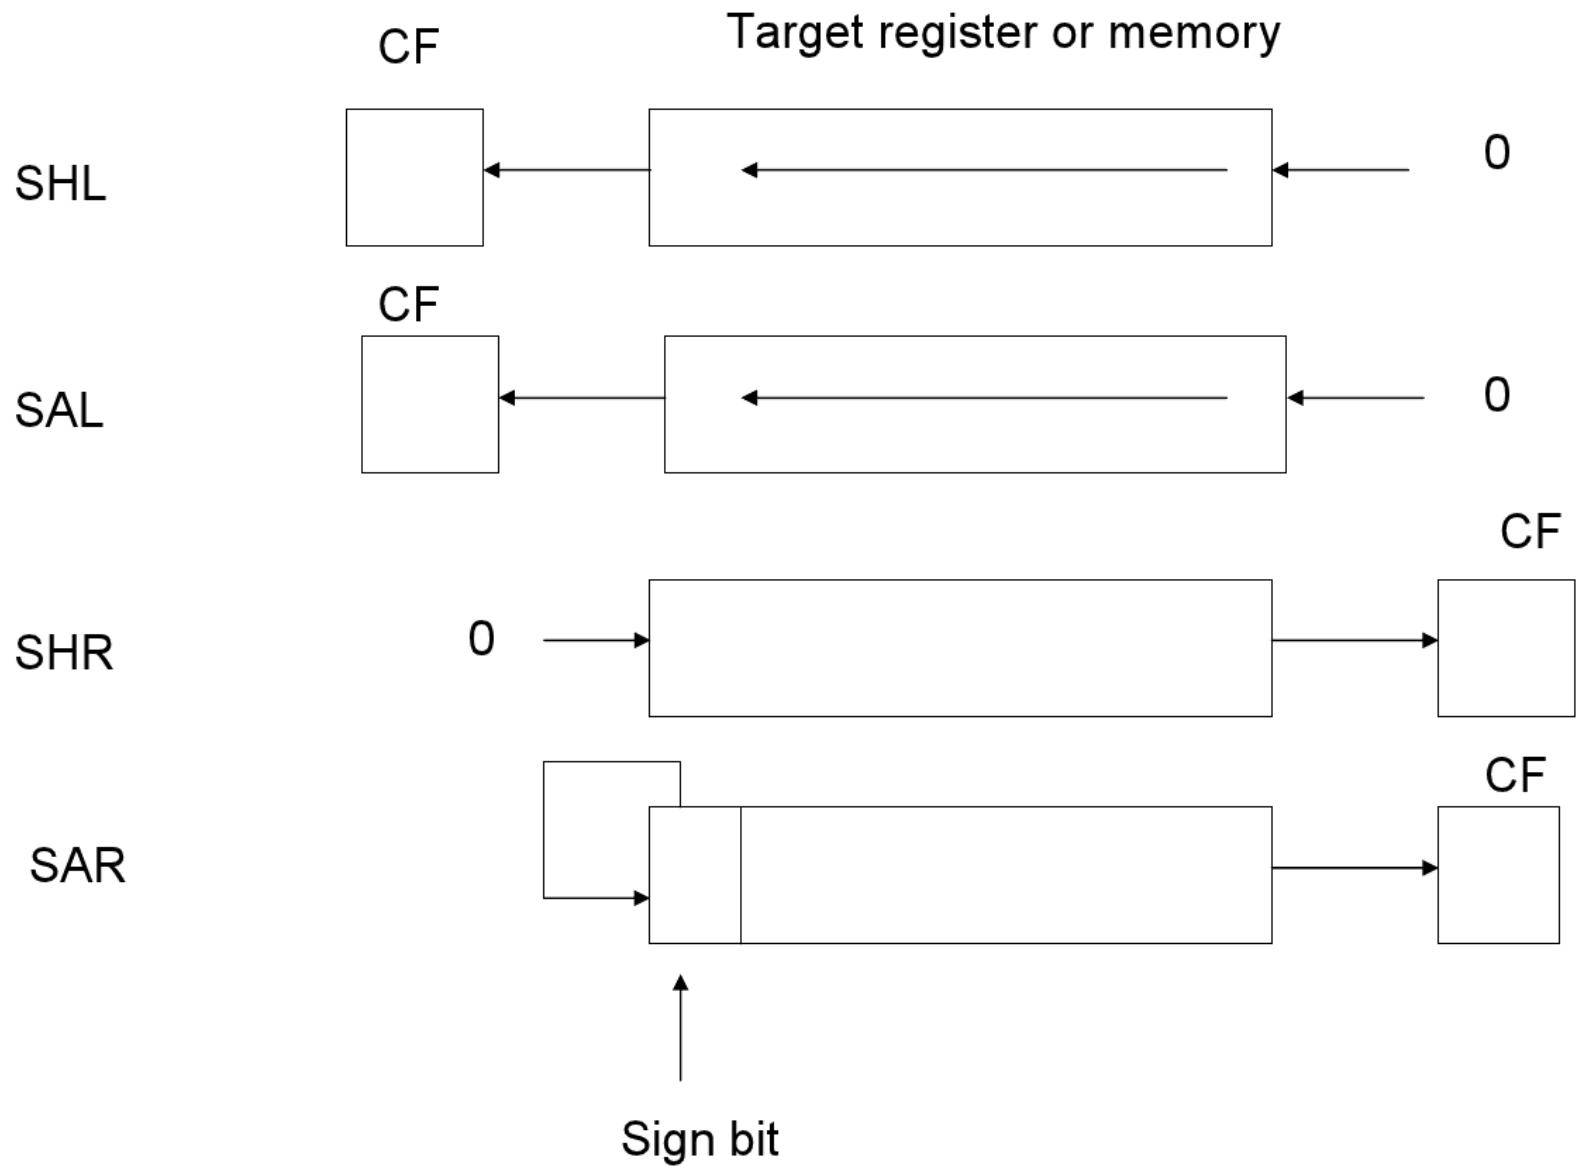 CF
Target register or memory
SHL
0
CF
SAL
0
CF
SHR
0
CF
SAR
Sign bit